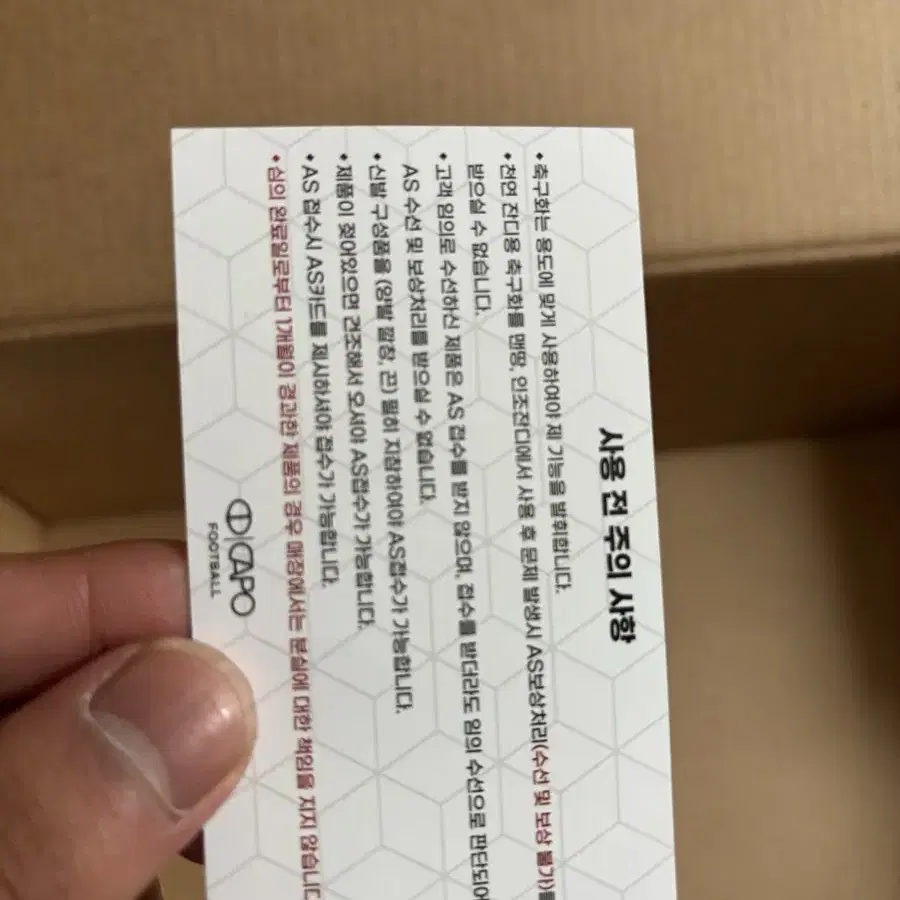 사용 전 주의 사항
• 축구화는 용도에 맞게 사용하여야 제 기능을 발휘합니다.
• 천연 잔디용 축구화를 맨땅, 인조잔디에서 사용 후 문제 발생시 AS보상처리(수선 및 보상 불가)를
받으실 수 없습니다.
• 고객 임의로 수선하신 제품은 AS 접수를 받지 않으며, 접수를 받더라도 임의 수선으로 판단되어
AS 수선 및 보상처리를 받으실 수 없습니다.
• 신발 구성품을 (양발 깔창, 끈) 필히 지참하여야 AS접수가 가능합니다.
• 제품이 젖어있으면 건조해서 오셔야 AS접수가 가능합니다.
• AS 접수시 AS카드를 제시하셔야 접수가 가능합니다.
• 심의 완료일로부터 1개월이 경과한 제품의 경우 매장에서는 분실에 대한 책임을 지지 않습니다
CAPO
FOOTBALL